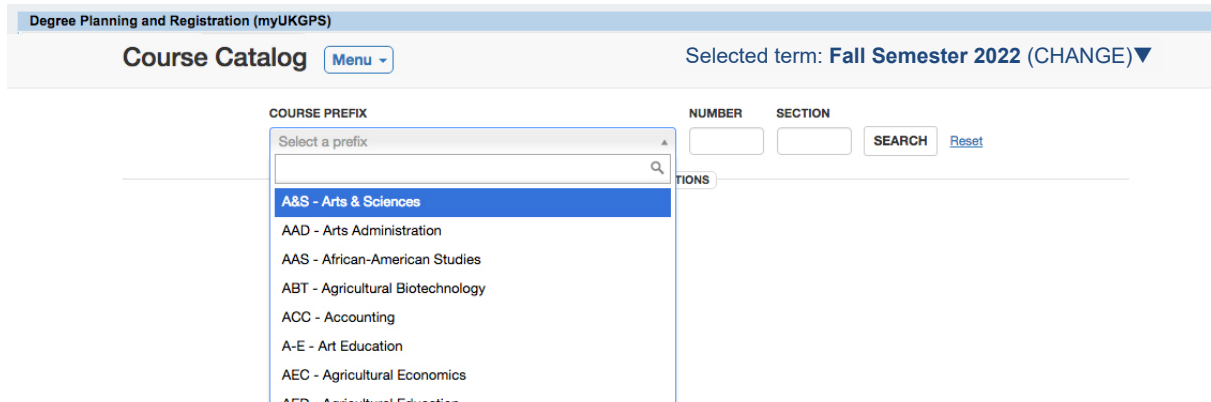 Degree Planning and Registration (myUKGPS)
Course Catalog Menu Selected term: Fall Semester 2022 (CHANGE)▼
COURSE PREFIX NUMBER SECTION
Select a prefix SEARCH Reset
TIONS
A&S - Arts & Sciences
AAD - Arts Administration
AAS - African-American Studies
ABT - Agricultural Biotechnology
ACC - Accounting
A-E - Art Education
AEC - Agricultural Economics